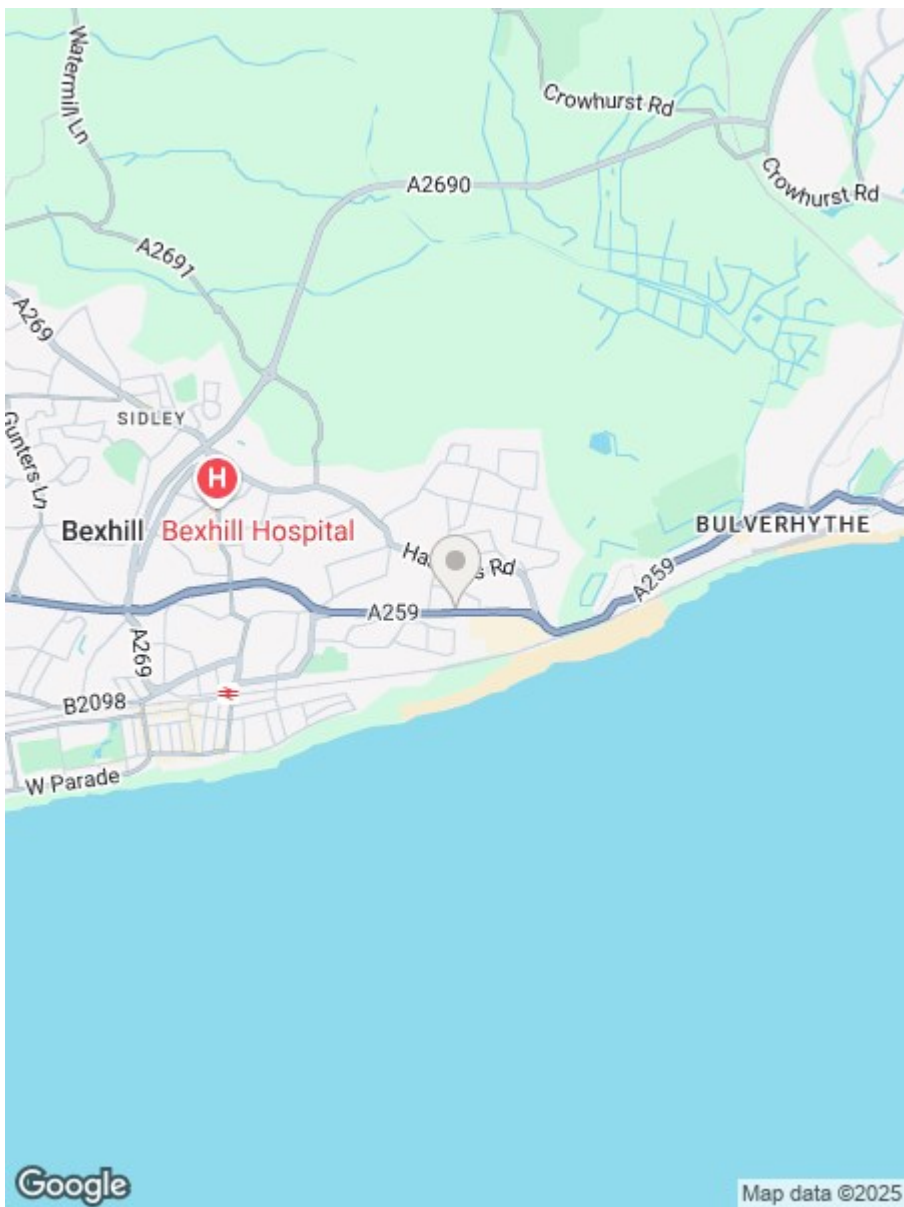 Watermill Ln
Crowhurst Rd
Crowhurst Rd
A2690
A2691
A269
SIDLEY
Gunters Ln
H
Bexhill
Bexhill Hospital
BULVERHYTHE
Rd
A259
A259
A269
B2098
W Parade
Google
Map data ©2025